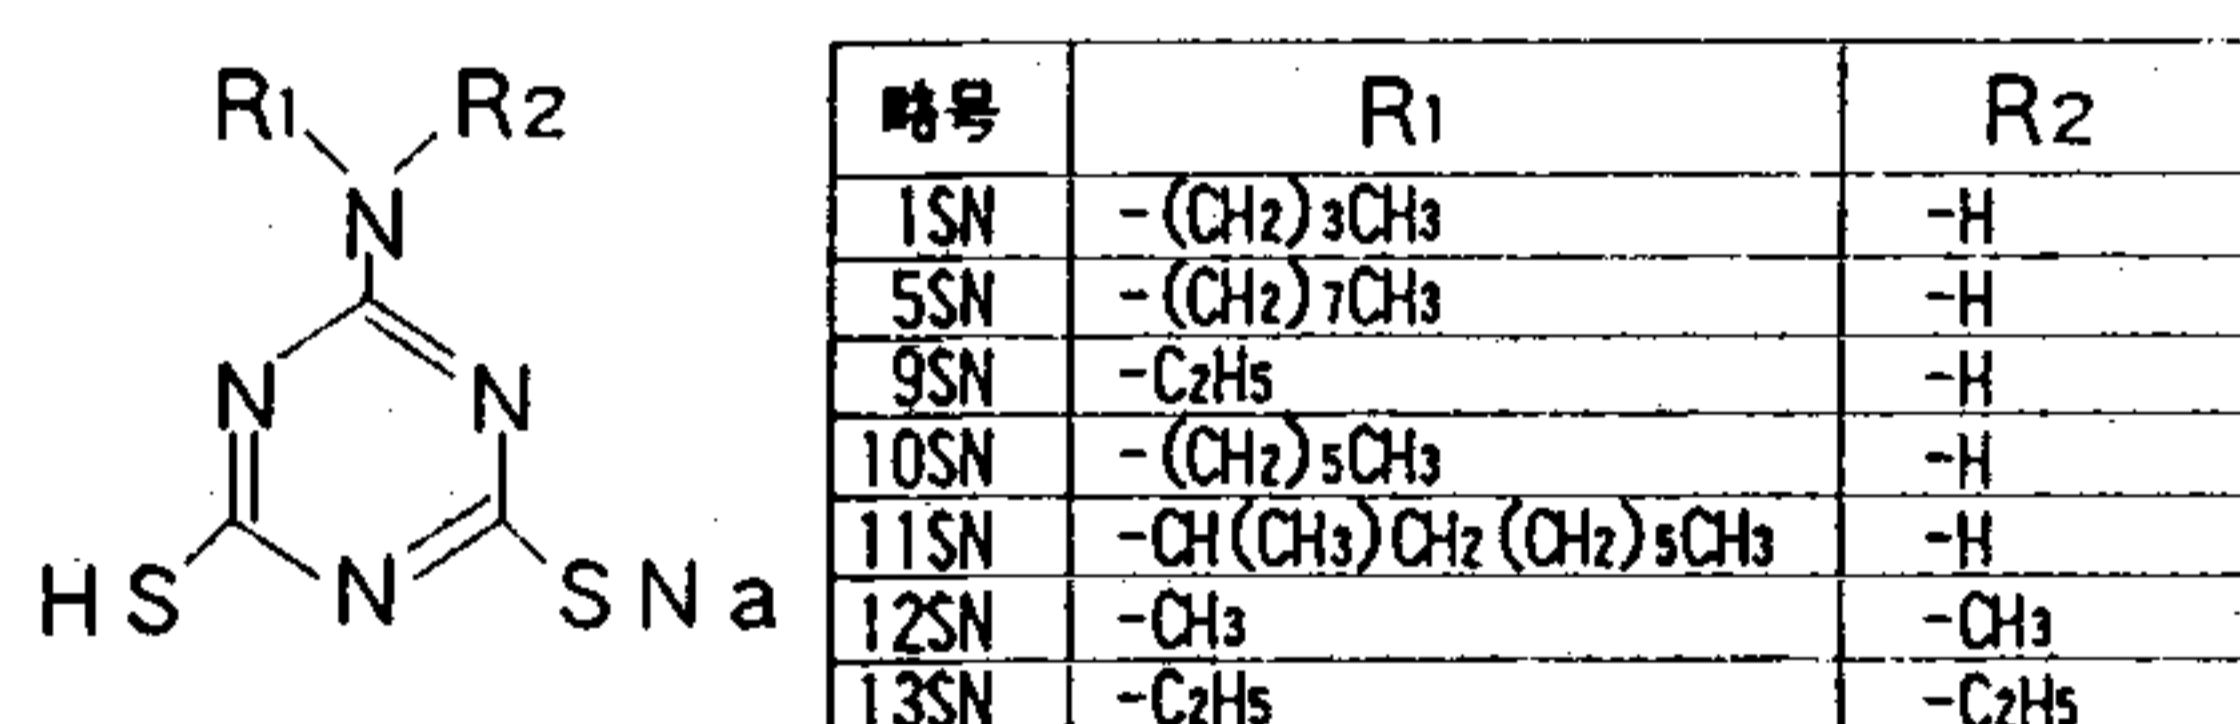 R1 R2
N
N N
HS N SNa
略号 R1 R2
1SN -(CH2)3CH3 -H
5SN -(CH2)7CH3 -H
9SN -C2H5 -H
10SN -(CH2)5CH3 -H
11SN -CH(CH3)CH2(CH2)5CH3 -H
12SN -CH3 -CH3
13SN -C2H5 -C2H5